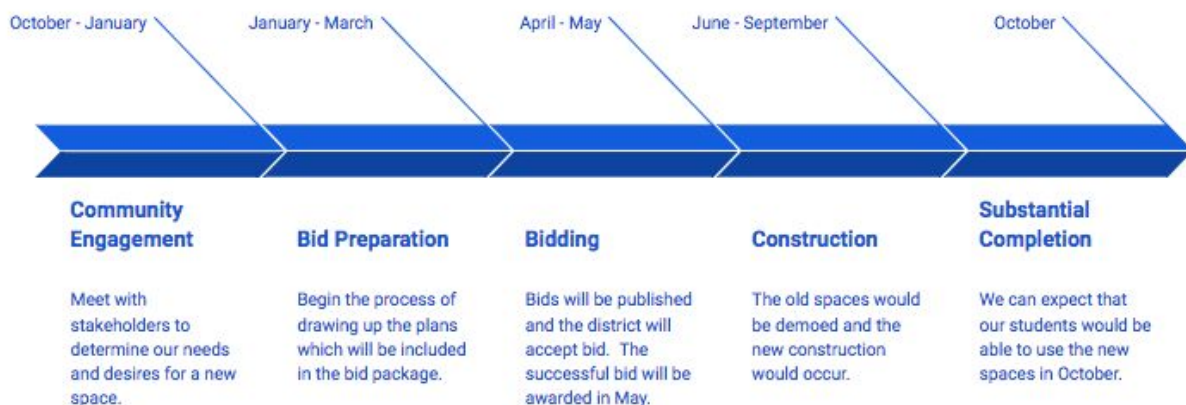 October - January
January - March
April - May
June - September
October
Community
Engagement
Meet with
stakeholders to
determine our needs
and desires for a new
space.
Bid Preparation
Begin the process of
drawing up the plans
which will be included
in the bid package.
Bidding
Bids will be published
and the district will
accept bid.  The
successful bid will be
awarded in May.
Construction
The old spaces would
be demoed and the
new construction
would occur.
Substantial
Completion
We can expect that
our students would be
able to use the new
spaces in October.